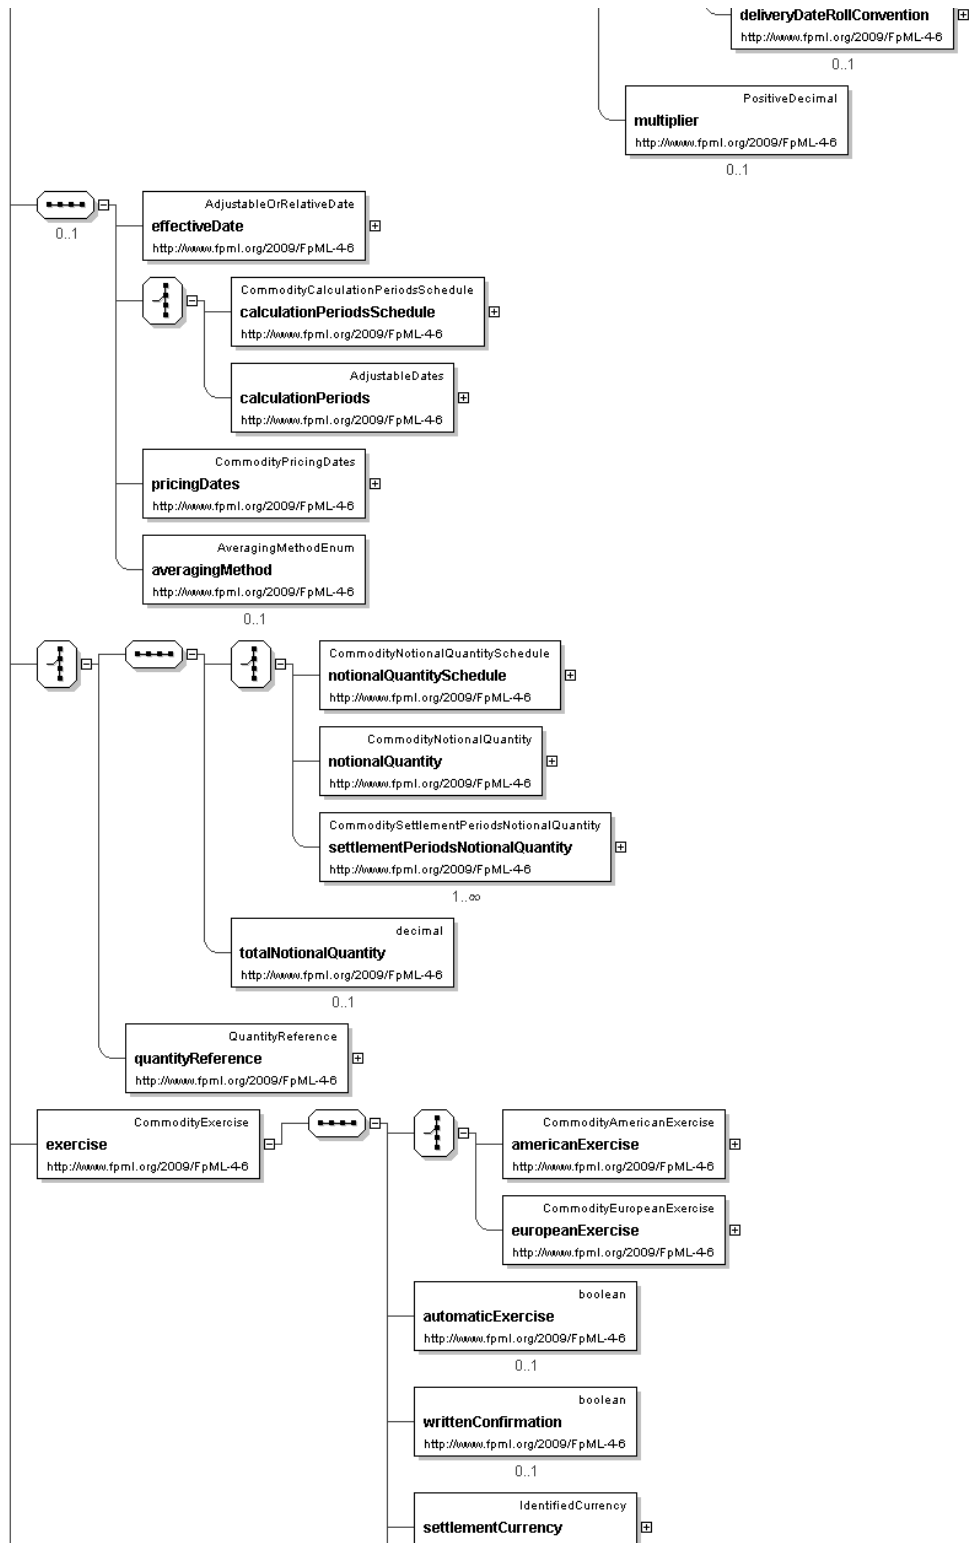 deliveryDateRollConvention
http://www.fpml.org/2009/FpML-4-6
0..1
PositiveDecimal
multiplier
http://www.fpml.org/2009/FpML-4-6
0..1
AdjustableOrRelativeDate
effectiveDate
http://www.fpml.org/2009/FpML-4-6
0..1
CommodityCalculationPeriodsSchedule
calculationPeriodsSchedule
http://www.fpml.org/2009/FpML-4-6
AdjustableDates
calculationPeriods
http://www.fpml.org/2009/FpML-4-6
CommodityPricingDates
pricingDates
http://www.fpml.org/2009/FpML-4-6
AveragingMethodEnum
averagingMethod
http://www.fpml.org/2009/FpML-4-6
0..1
CommodityNotionalQuantitySchedule
notionalQuantitySchedule
http://www.fpml.org/2009/FpML-4-6
CommodityNotionalQuantity
notionalQuantity
http://www.fpml.org/2009/FpML-4-6
CommoditySettlementPeriodsNotionalQuantity
settlementPeriodsNotionalQuantity
http://www.fpml.org/2009/FpML-4-6
1..∞
decimal
totalNotionalQuantity
http://www.fpml.org/2009/FpML-4-6
0..1
QuantityReference
quantityReference
http://www.fpml.org/2009/FpML-4-6
CommodityExercise
exercise
http://www.fpml.org/2009/FpML-4-6
CommodityAmericanExercise
americanExercise
http://www.fpml.org/2009/FpML-4-6
CommodityEuropeanExercise
europeanExercise
http://www.fpml.org/2009/FpML-4-6
boolean
automaticExercise
http://www.fpml.org/2009/FpML-4-6
0..1
boolean
writtenConfirmation
http://www.fpml.org/2009/FpML-4-6
0..1
IdentifiedCurrency
settlementCurrency